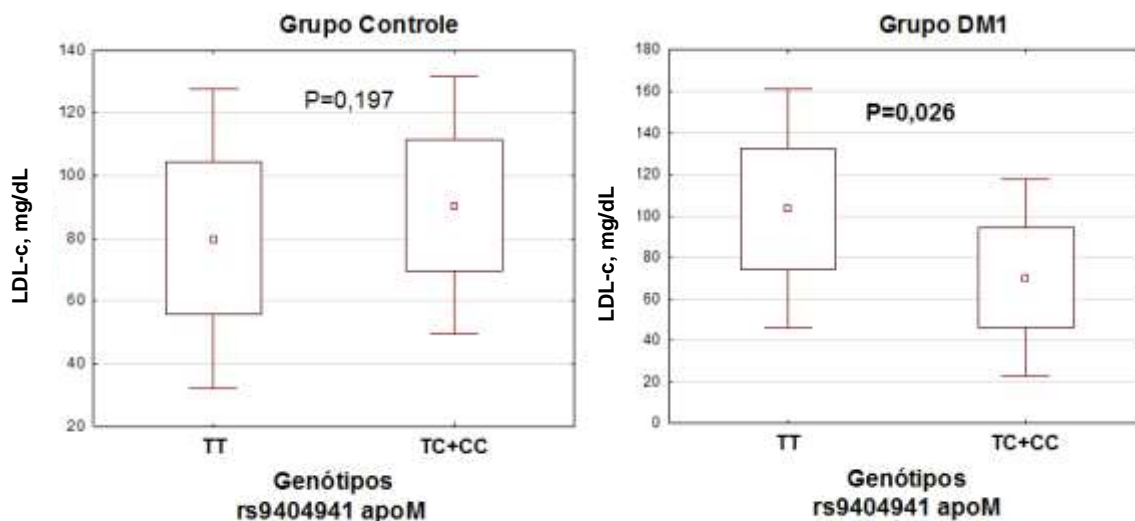 Grupo Controle
140
120
100
80
60
40
20
LDL-c, mg/dL
P=0,197
TT
TC+CC
Genótipos
rs9404941 apoM
Grupo DM1
180
160
140
120
100
80
60
40
20
0
LDL-c, mg/dL
P=0,026
TT
TC+CC
Genótipos
rs9404941 apoM